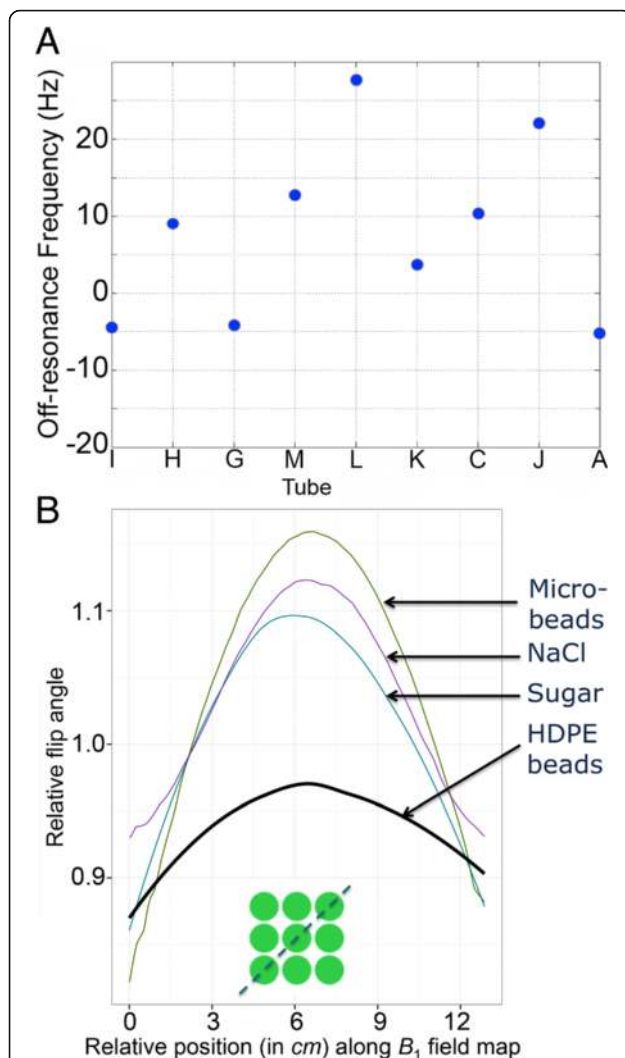 A
Off-resonance Frequency (Hz)
20
10
0
-10
-20
I H G M L K C J A
Tube
B
Relative flip angle
1.1
1.0
0.9
Micro-
beads
NaCl
Sugar
HDPE
beads
0 3 6 9 12
Relative position (in cm) along B₁ field map